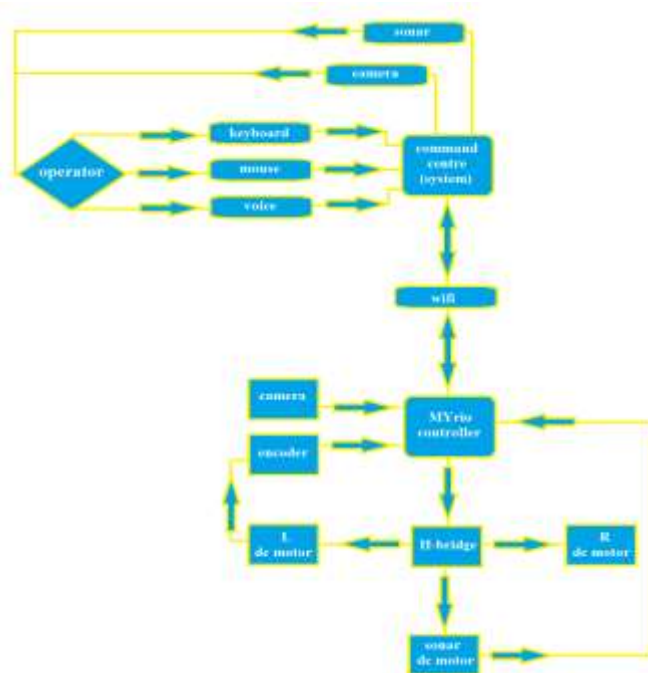 sonar
camera
keyboard
operator
mouse
voice
command
centre
(system)
wifi
camera
encoder
MYrio
controller
L
dc motor
H-bridge
R
dc motor
sonar
dc motor